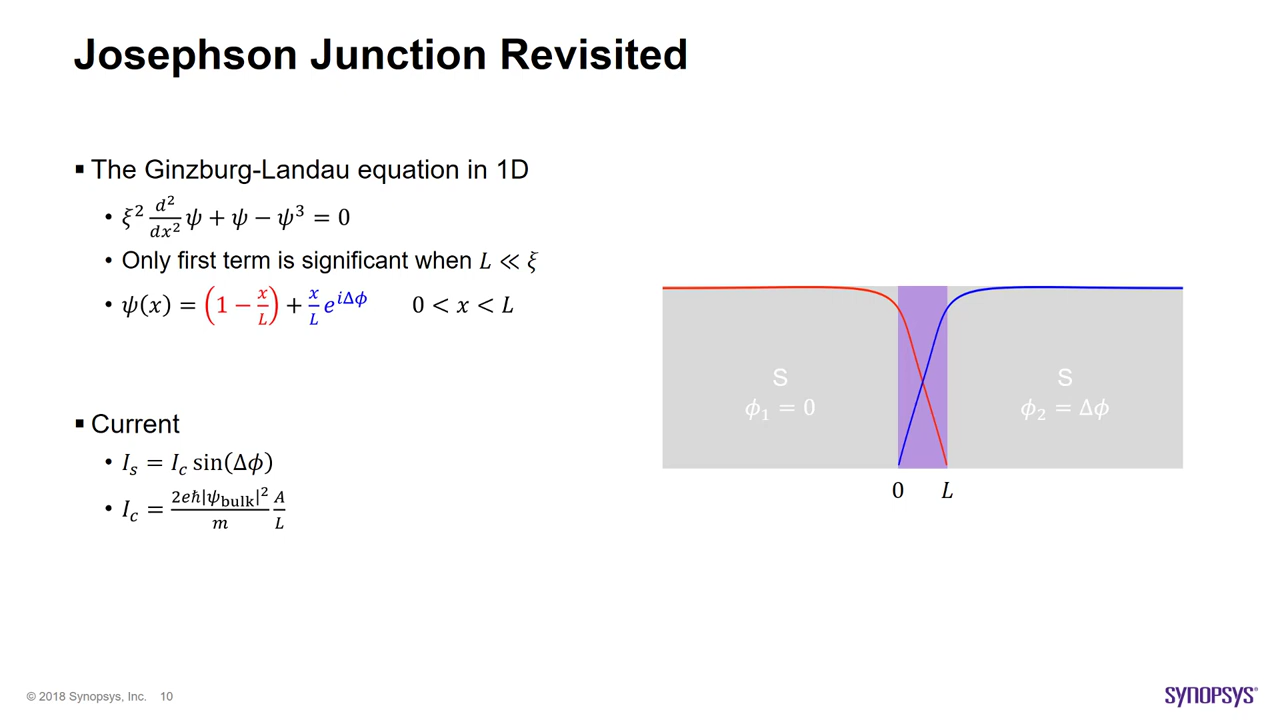 Josephson Junction Revisited
▪ The Ginzburg-Landau equation in 1D
• ξ² d²/dx² ψ + ψ − ψ³ = 0
• Only first term is significant when L ≪ ξ
• ψ(x) = (1 − x/L) + x/L e^{iΔϕ} 0 < x < L
▪ Current
• I_s = I_c sin(Δϕ)
• I_c = 2eℏ|ψ_bulk|²/m A/L
S
ϕ₁ = 0
S
ϕ₂ = Δϕ
0 L
© 2018 Synopsys, Inc. 10
SYNOPSYS®